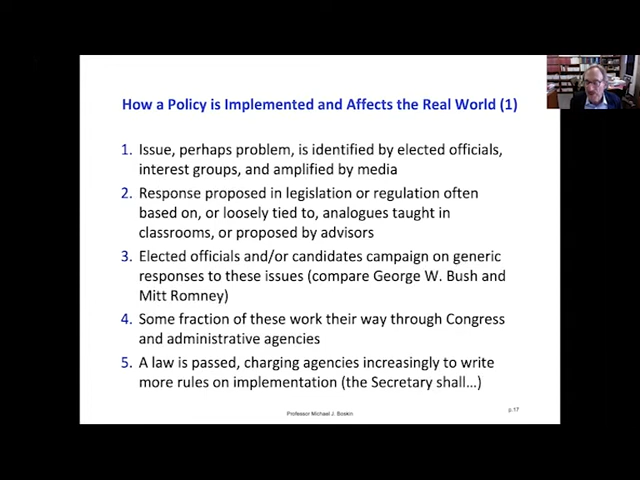 How a Policy is Implemented and Affects the Real World (1)
1. Issue, perhaps problem, is identified by elected officials,
interest groups, and amplified by media
2. Response proposed in legislation or regulation often
based on, or loosely tied to, analogues taught in
classrooms, or proposed by advisors
3. Elected officials and/or candidates campaign on generic
responses to these issues (compare George W. Bush and
Mitt Romney)
4. Some fraction of these work their way through Congress
and administrative agencies
5. A law is passed, charging agencies increasingly to write
more rules on implementation (the Secretary shall...)
Professor Michael J. Boskin
p.17